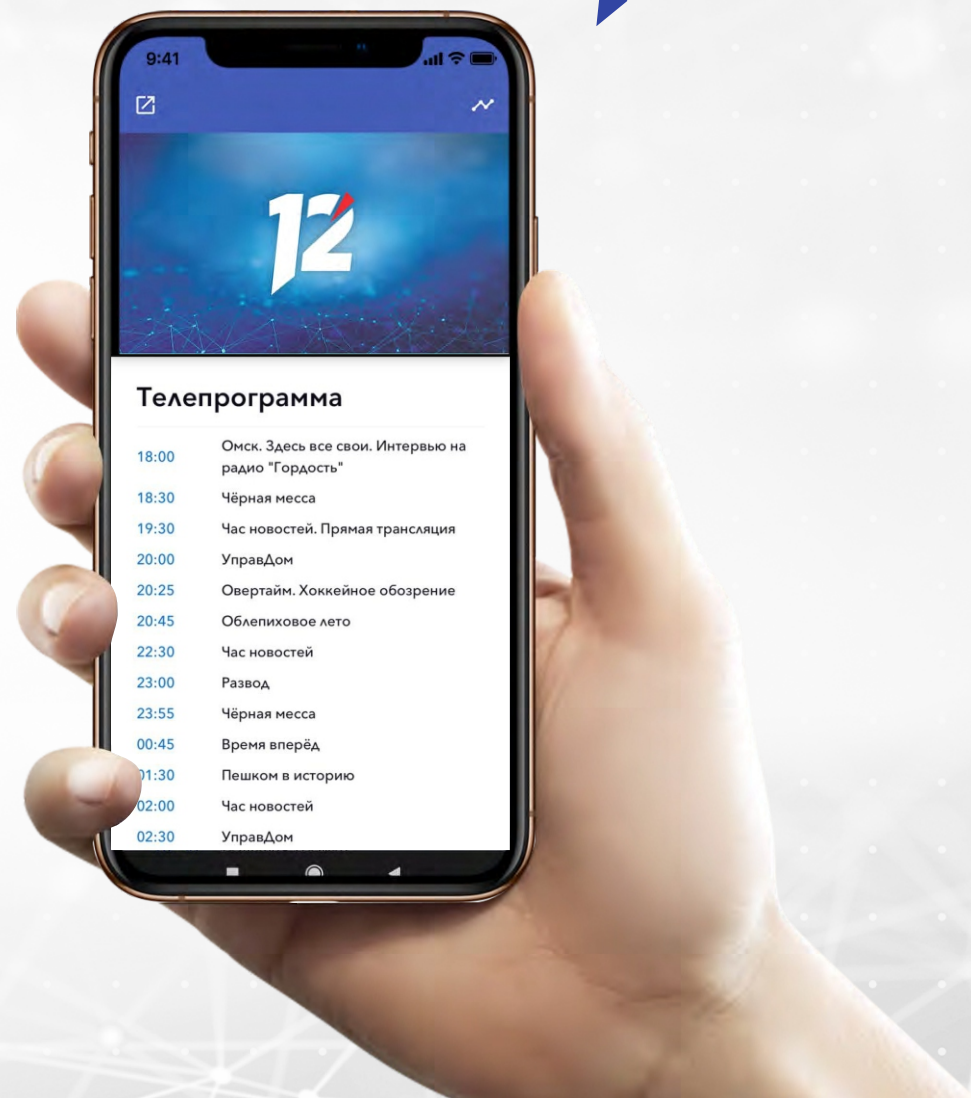 9:41
12
Телепрограмма
18:00 Омск. Здесь все свои. Интервью на
радио "Гордость"
18:30 Чёрная месса
19:30 Час новостей. Прямая трансляция
20:00 УправДом
20:25 Овертайм. Хоккейное обозрение
20:45 Облепиховое лето
22:30 Час новостей
23:00 Развод
23:55 Чёрная месса
00:45 Время вперёд
01:30 Пешком в историю
02:00 Час новостей
02:30 УправДом